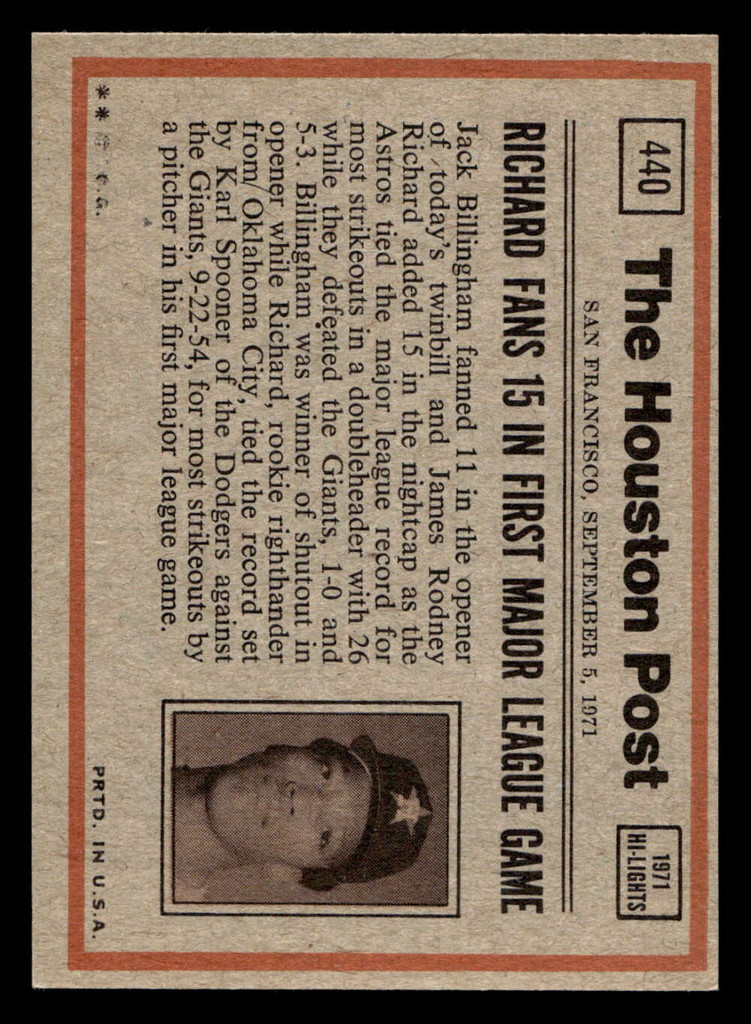 440
The Houston Post
1971
HI-LIGHTS
SAN FRANCISCO, SEPTEMBER 5, 1971
RICHARD FANS 15 IN FIRST MAJOR LEAGUE GAME
Jack Billingham fanned 11 in the opener
of today's twinbill and James Rodney
Richard added 15 in the nightcap as the
Astros tied the major league record for
most strikeouts in a doubleheader with 26
while they defeated the Giants, 1-0 and
5-3. Billingham was winner of shutout in
opener while Richard, rookie righthander
from Oklahoma City, tied the record set
by Karl Spooner of the Dodgers against
the Giants, 9-22-54, for most strikeouts by
a pitcher in his first major league game.
** © C.G.
PRTD. IN U.S.A.